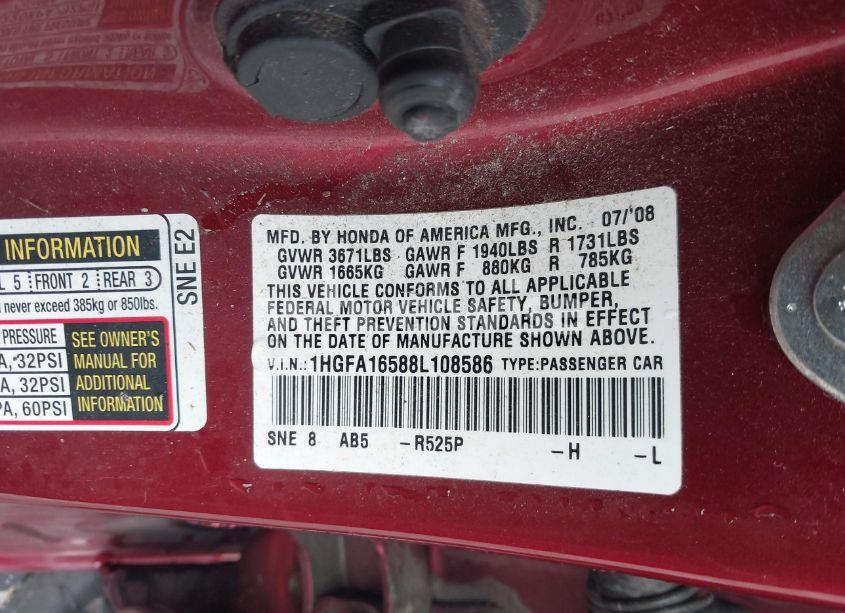 INFORMATION
L 5 FRONT 2 REAR 3
never exceed 385kg or 850lbs.
PRESSURE
A, 32PSI
A, 32PSI
PA, 60PSI
SEE OWNER'S
MANUAL FOR
ADDITIONAL
INFORMATION
SNE E2
MFD. BY HONDA OF AMERICA MFG., INC. 07/'08
GVWR 3671LBS GAWR F 1940LBS R 1731LBS
GVWR 1665KG GAWR F 880KG R 785KG
THIS VEHICLE CONFORMS TO ALL APPLICABLE
FEDERAL MOTOR VEHICLE SAFETY, BUMPER,
AND THEFT PREVENTION STANDARDS IN EFFECT
ON THE DATE OF MANUFACTURE SHOWN ABOVE.
V.I.N.: 1HGFA16588L108586 TYPE:PASSENGER CAR
SNE 8 AB5 -R525P -H -L